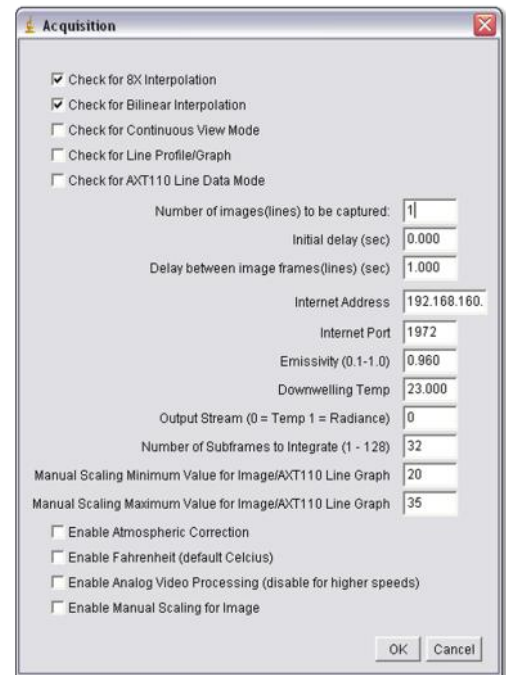 Acquisition
Check for 8X Interpolation
Check for Bilinear Interpolation
Check for Continuous View Mode
Check for Line Profile/Graph
Check for AXT110 Line Data Mode
Number of images(lines) to be captured: 1
Initial delay (sec) 0.000
Delay between image frames(lines) (sec) 1.000
Internet Address 192.168.160.
Internet Port 1972
Emissivity (0.1-1.0) 0.960
Downwelling Temp 23.000
Output Stream (0 = Temp 1 = Radiance) 0
Number of Subframes to Integrate (1 - 128) 32
Manual Scaling Minimum Value for Image/AXT110 Line Graph 20
Manual Scaling Maximum Value for Image/AXT110 Line Graph 35
Enable Atmospheric Correction
Enable Fahrenheit (default Celcius)
Enable Analog Video Processing (disable for higher speeds)
Enable Manual Scaling for Image
OK Cancel